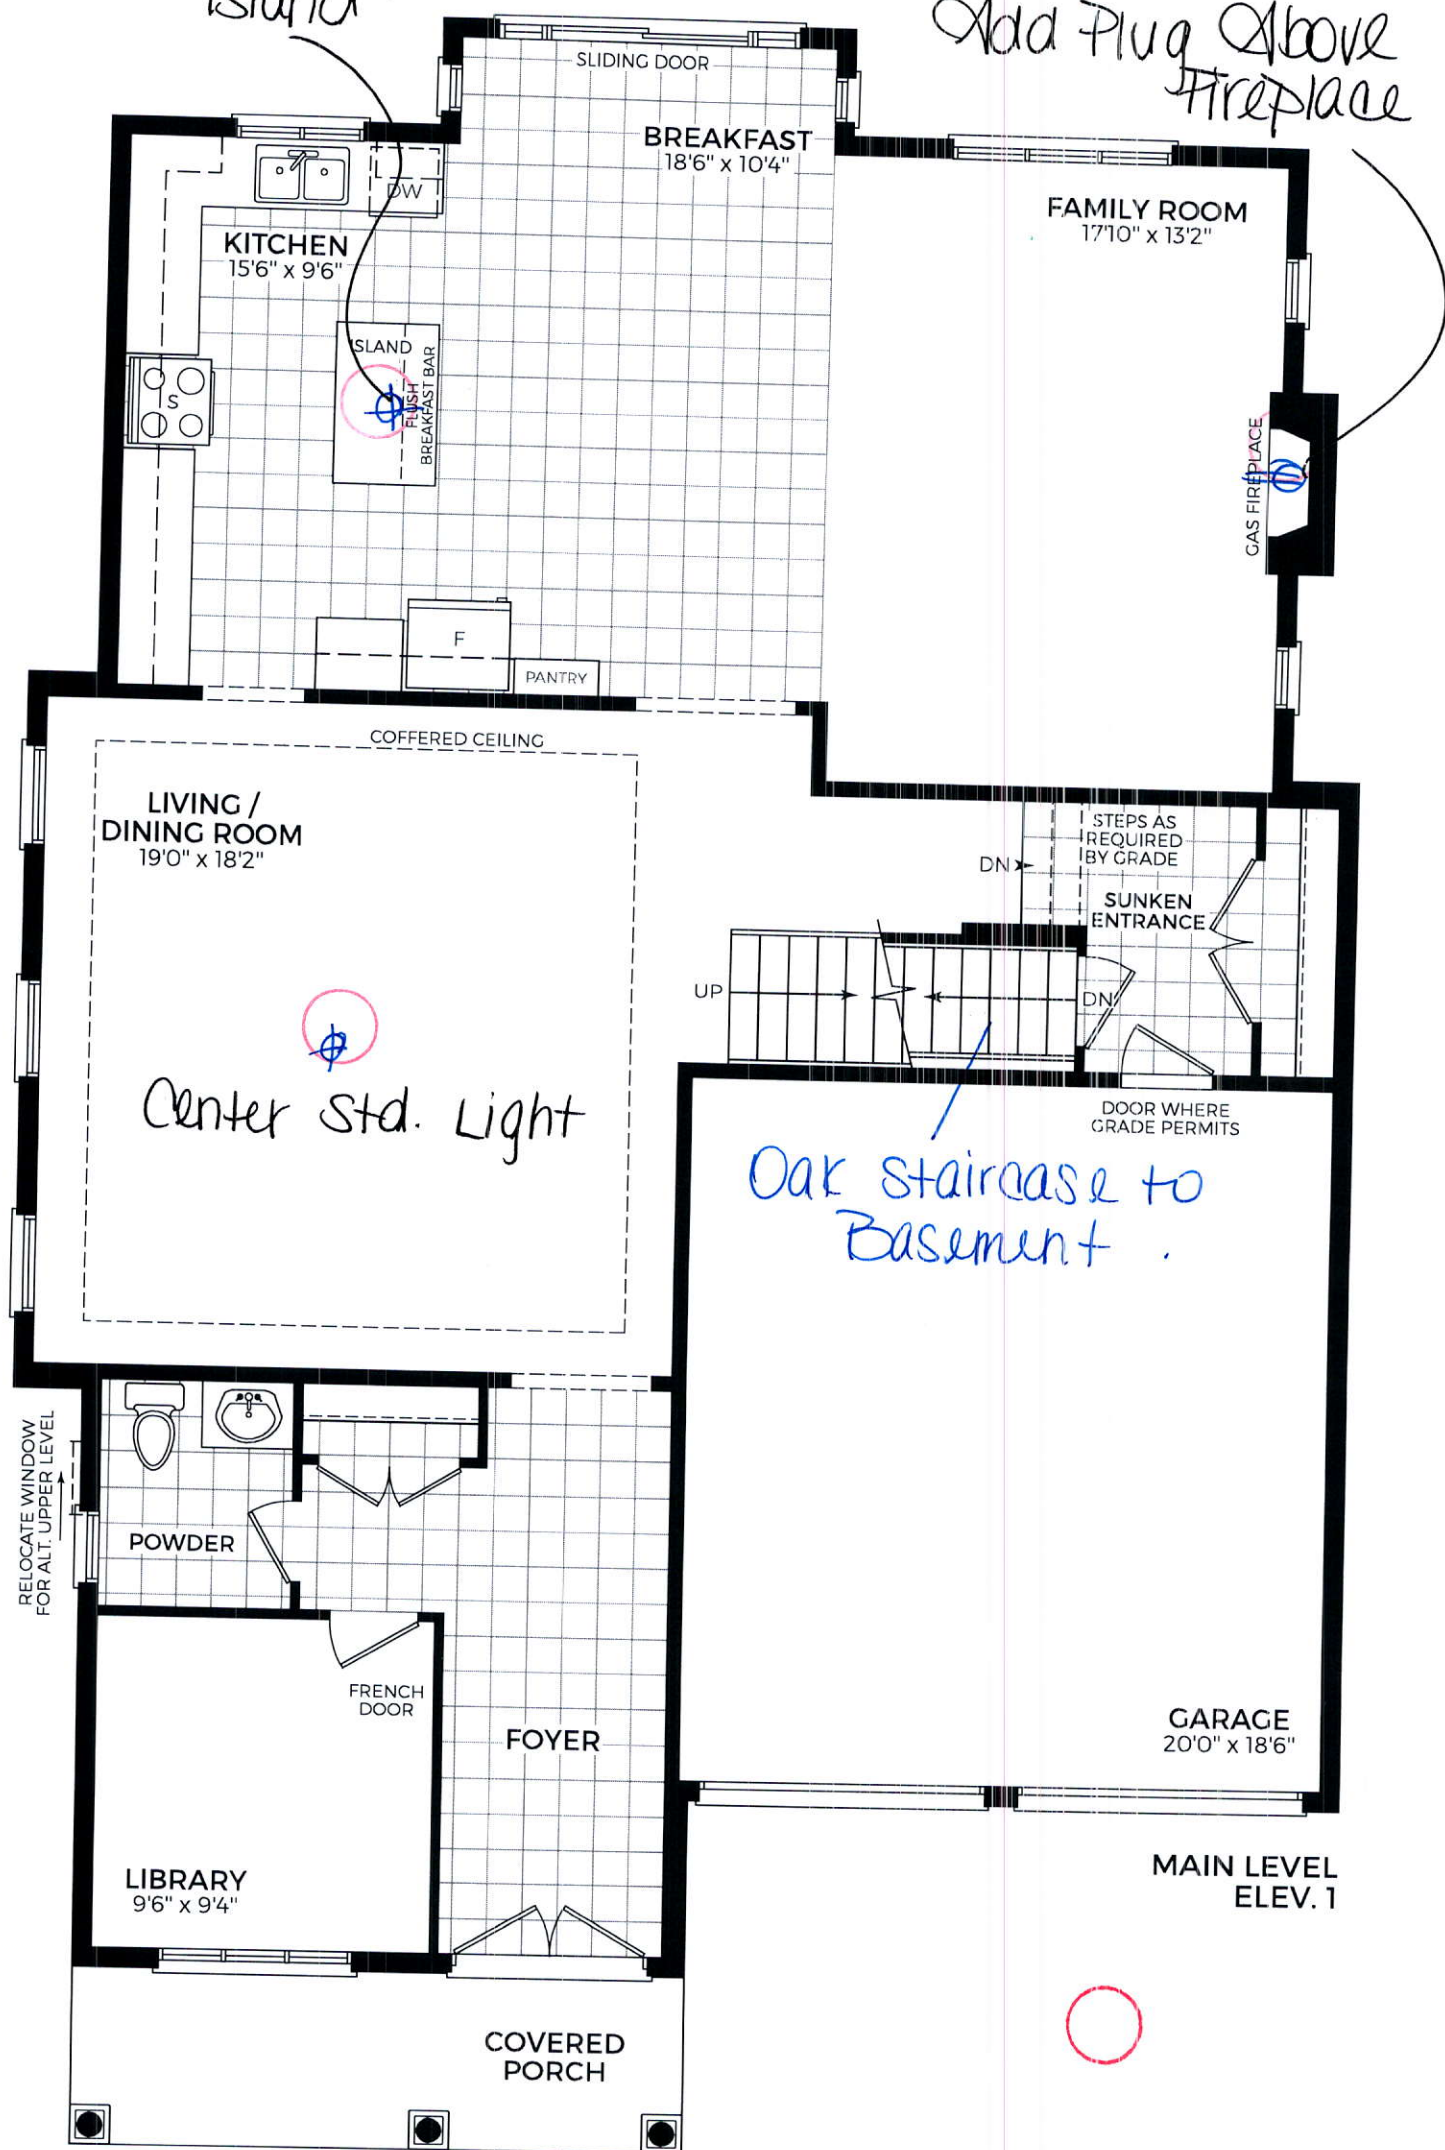 Island
Add Plug Above
Fireplace
SLIDING DOOR
BREAKFAST
18'6" x 10'4"
DW
FAMILY ROOM
17'10" x 13'2"
KITCHEN
15'6" x 9'6"
ISLAND
FLUSH
BREAKFAST BAR
S
GAS FIREPLACE
F
PANTRY
COFFERED CEILING
LIVING /
DINING ROOM
19'0" x 18'2"
STEPS AS
REQUIRED
BY GRADE
DN
SUNKEN
ENTRANCE
UP
DN
Center Std. Light
DOOR WHERE
GRADE PERMITS
Oak Staircase to
Basement .
RELOCATE WINDOW
FOR ALT. UPPER LEVEL
POWDER
FRENCH
DOOR
FOYER
GARAGE
20'0" x 18'6"
LIBRARY
9'6" x 9'4"
MAIN LEVEL
ELEV. 1
COVERED
PORCH